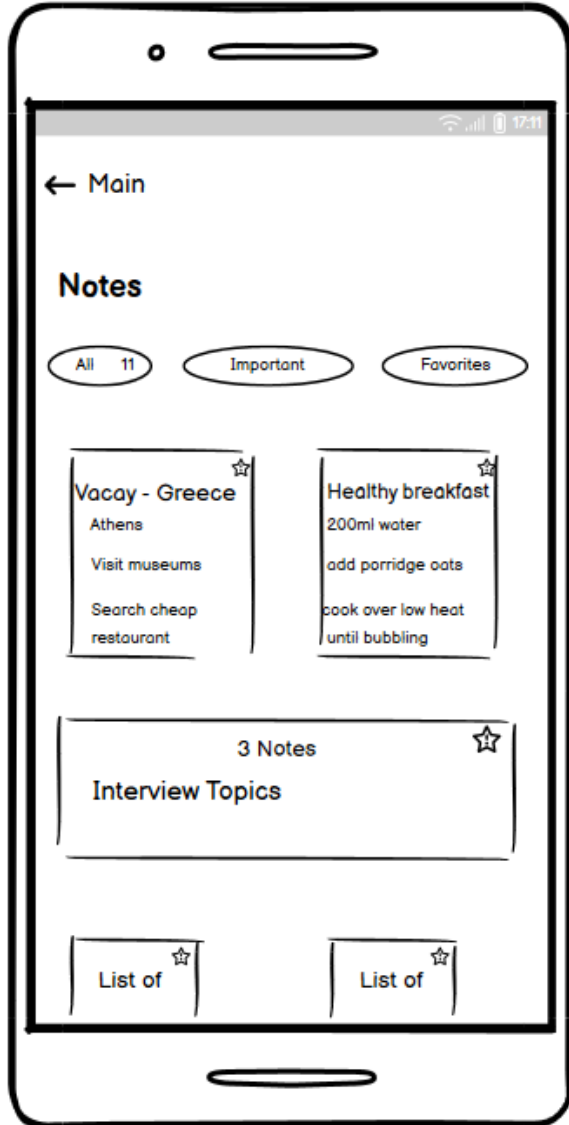 17:11
← Main
Notes
All 11
Important
Favorites
Vacay - Greece
Athens
Visit museums
Search cheap
restaurant
Healthy breakfast
200ml water
add porridge oats
cook over low heat
until bubbling
3 Notes
Interview Topics
List of
List of